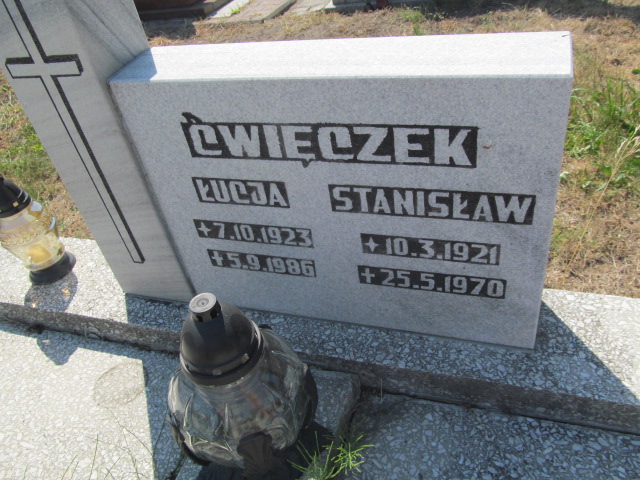 ĆWIĘCZEK
ŁUCJA
✦7.10.1923
+5.9.1986
STANISŁAW
✦10.3.1921
+25.5.1970